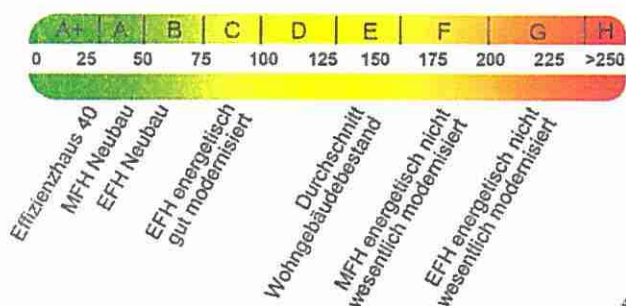 A+ A B C D E F G H
0 25 50 75 100 125 150 175 200 225 >250
Effizienzhaus 40
MFH Neubau
EFH Neubau
EFH energetisch
gut modernisiert
Durchschnitt
Wohngebäudebestand
MFH energetisch nicht
wesentlich modernisiert
EFH energetisch nicht
wesentlich modernisiert